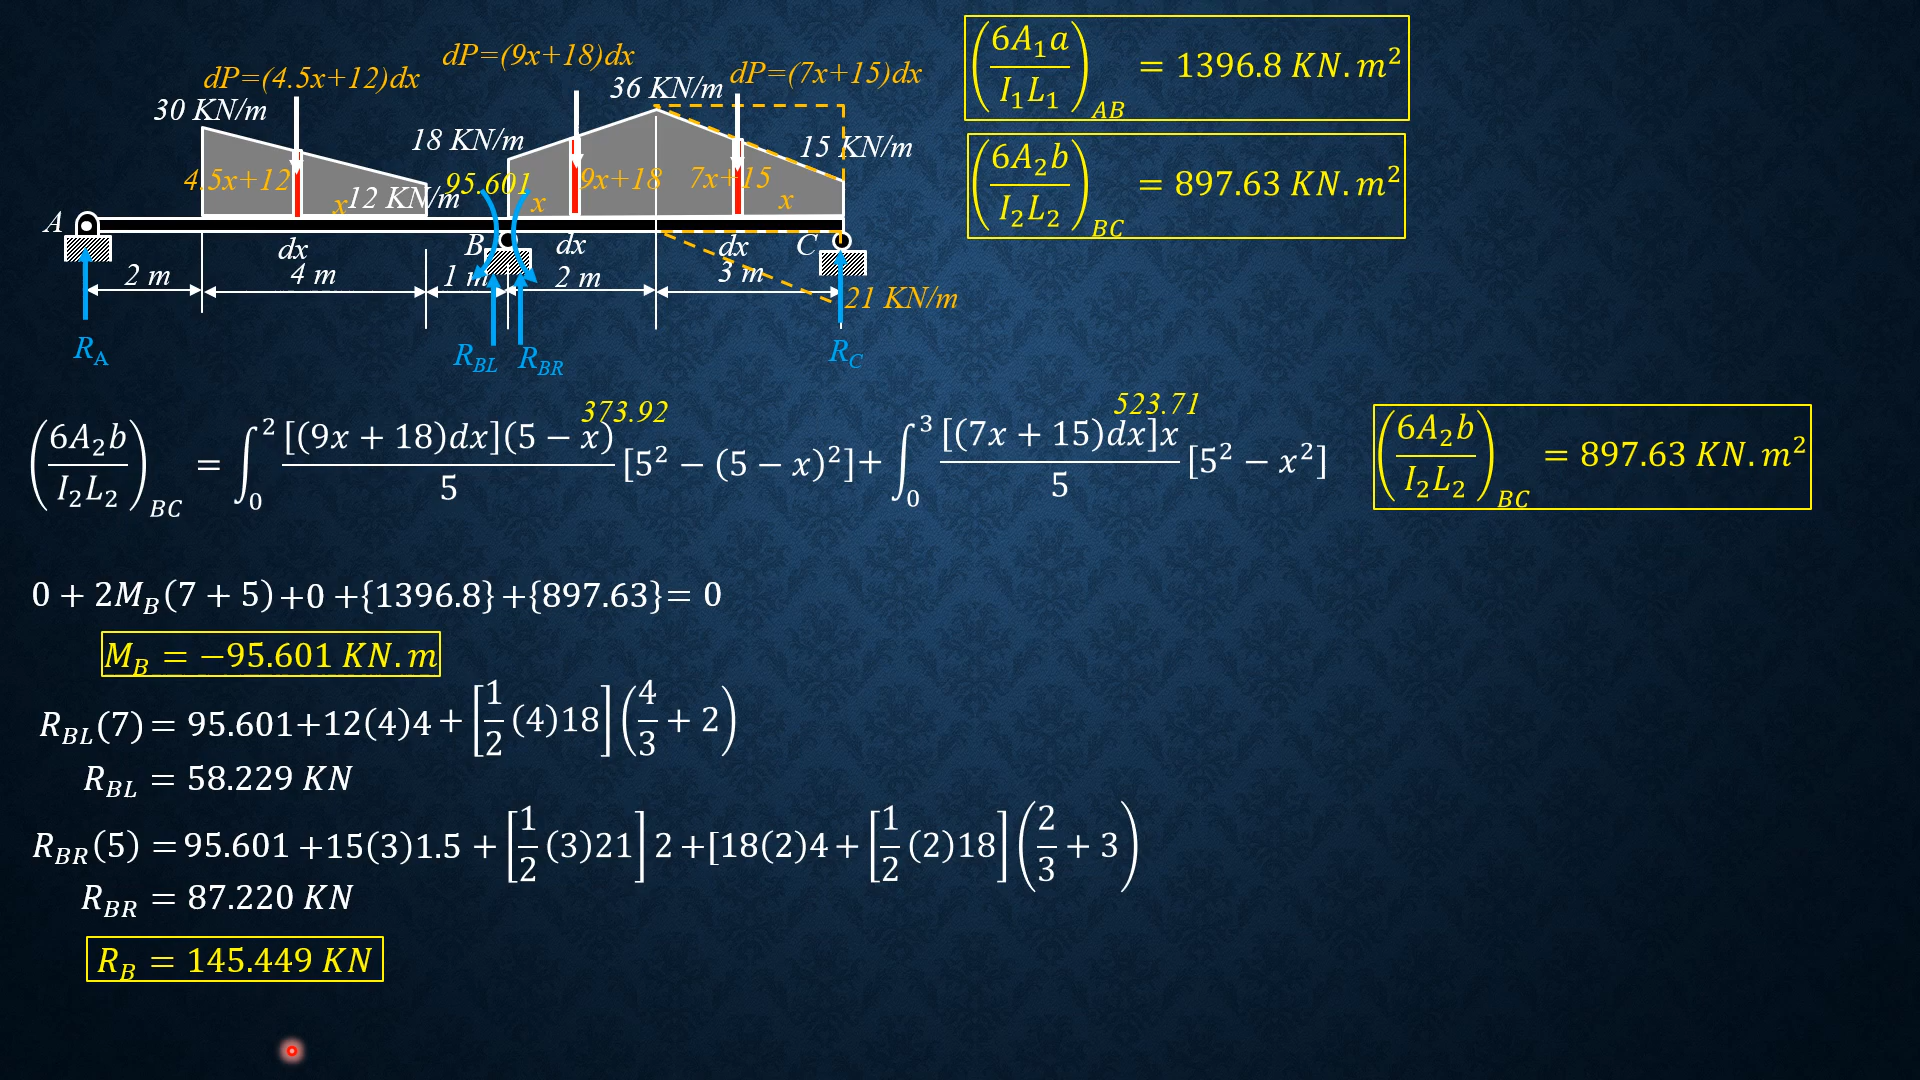 dP=(9x+18)dx
dP=(4.5x+12)dx
dP=(7x+15)dx
36 KN/m
30 KN/m
18 KN/m
15 KN/m
4.5x+12
95.601
9x+18
7x+15
x
12 KN/m
x
x
A
B
C
dx
dx
dx
2 m
4 m
1 m
2 m
3 m
21 KN/m
R_A
R_BL
R_BR
R_C
(6A₁a / I₁L₁)_AB = 1396.8 KN.m²
(6A₂b / I₂L₂)_BC = 897.63 KN.m²
373.92
523.71
(6A₂b / I₂L₂)_BC = ∫₀² [(9x + 18)dx](5 − x) / 5 [5² − (5 − x)²] + ∫₀³ [(7x + 15)dx]x / 5 [5² − x²]
(6A₂b / I₂L₂)_BC = 897.63 KN.m²
0 + 2M_B(7 + 5) +0 +{1396.8} +{897.63}= 0
M_B = −95.601 KN.m
R_BL(7) = 95.601+12(4)4 + [1/2 (4)18] (4/3 + 2)
R_BL = 58.229 KN
R_BR(5) = 95.601 +15(3)1.5 + [1/2 (3)21] 2 +[18(2)4 + [1/2 (2)18] (2/3 + 3)
R_BR = 87.220 KN
R_B = 145.449 KN